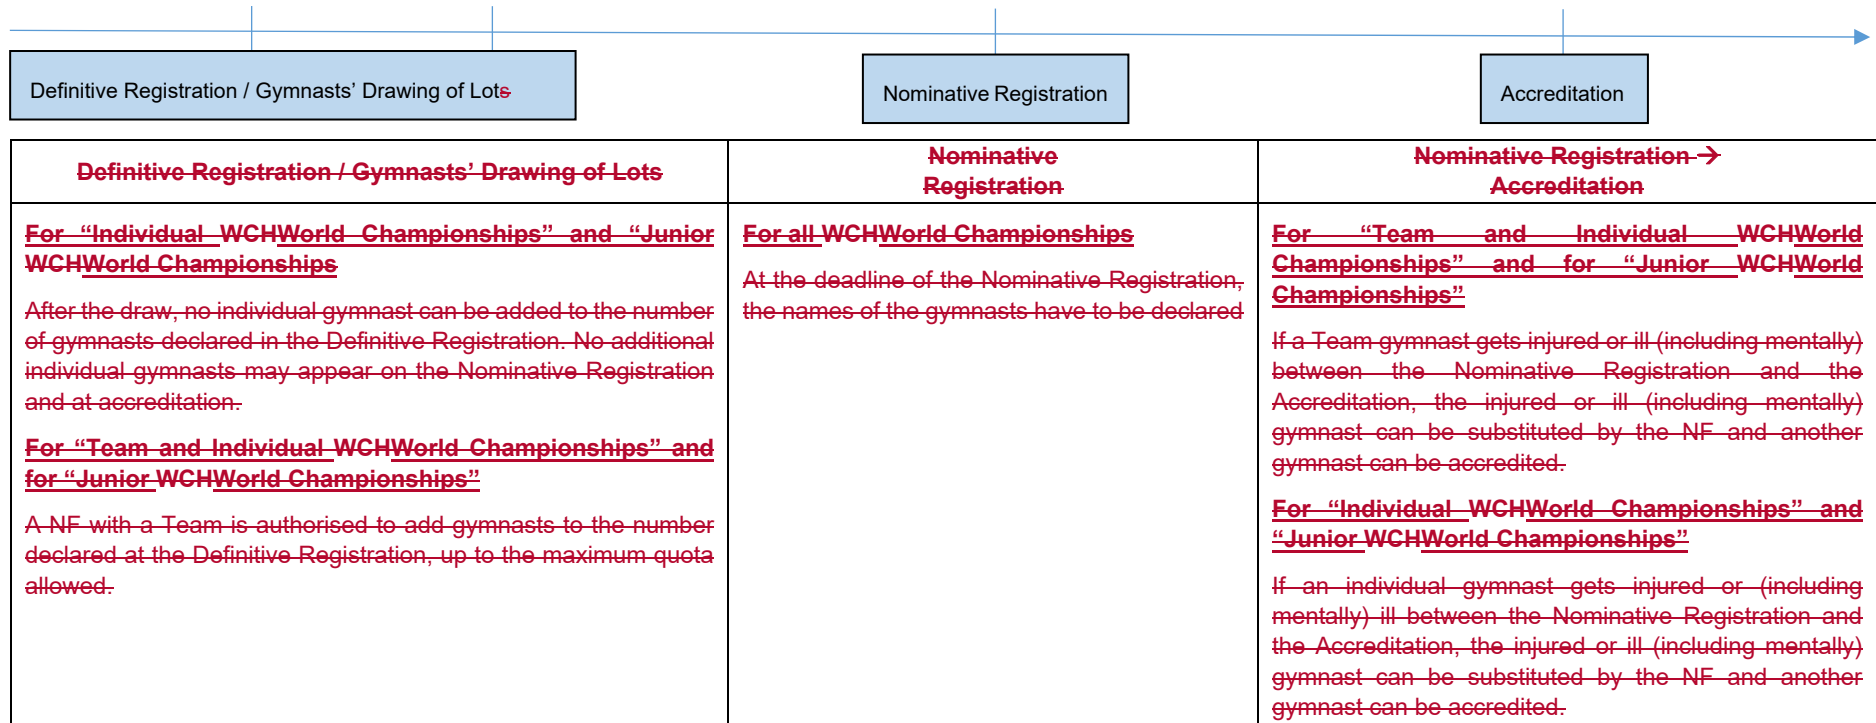 Definitive Registration / Gymnasts’ Drawing of Lots
Nominative Registration
Accreditation
Definitive Registration / Gymnasts’ Drawing of Lots
Nominative
Registration
Nominative Registration →
Accreditation
For “Individual WCHWorld Championships” and “Junior
WCHWorld Championships
After the draw, no individual gymnast can be added to the number
of gymnasts declared in the Definitive Registration. No additional
individual gymnasts may appear on the Nominative Registration
and at accreditation.
For “Team and Individual WCHWorld Championships” and
for “Junior WCHWorld Championships”
A NF with a Team is authorised to add gymnasts to the number
declared at the Definitive Registration, up to the maximum quota
allowed.
For all WCHWorld Championships
At the deadline of the Nominative Registration,
the names of the gymnasts have to be declared
For “Team and Individual WCHWorld
Championships” and for “Junior WCHWorld
Championships”
If a Team gymnast gets injured or ill (including mentally)
between the Nominative Registration and the
Accreditation, the injured or ill (including mentally)
gymnast can be substituted by the NF and another
gymnast can be accredited.
For “Individual WCHWorld Championships” and
“Junior WCHWorld Championships”
If an individual gymnast gets injured or (including
mentally) ill between the Nominative Registration and
the Accreditation, the injured or ill (including mentally)
gymnast can be substituted by the NF and another
gymnast can be accredited.